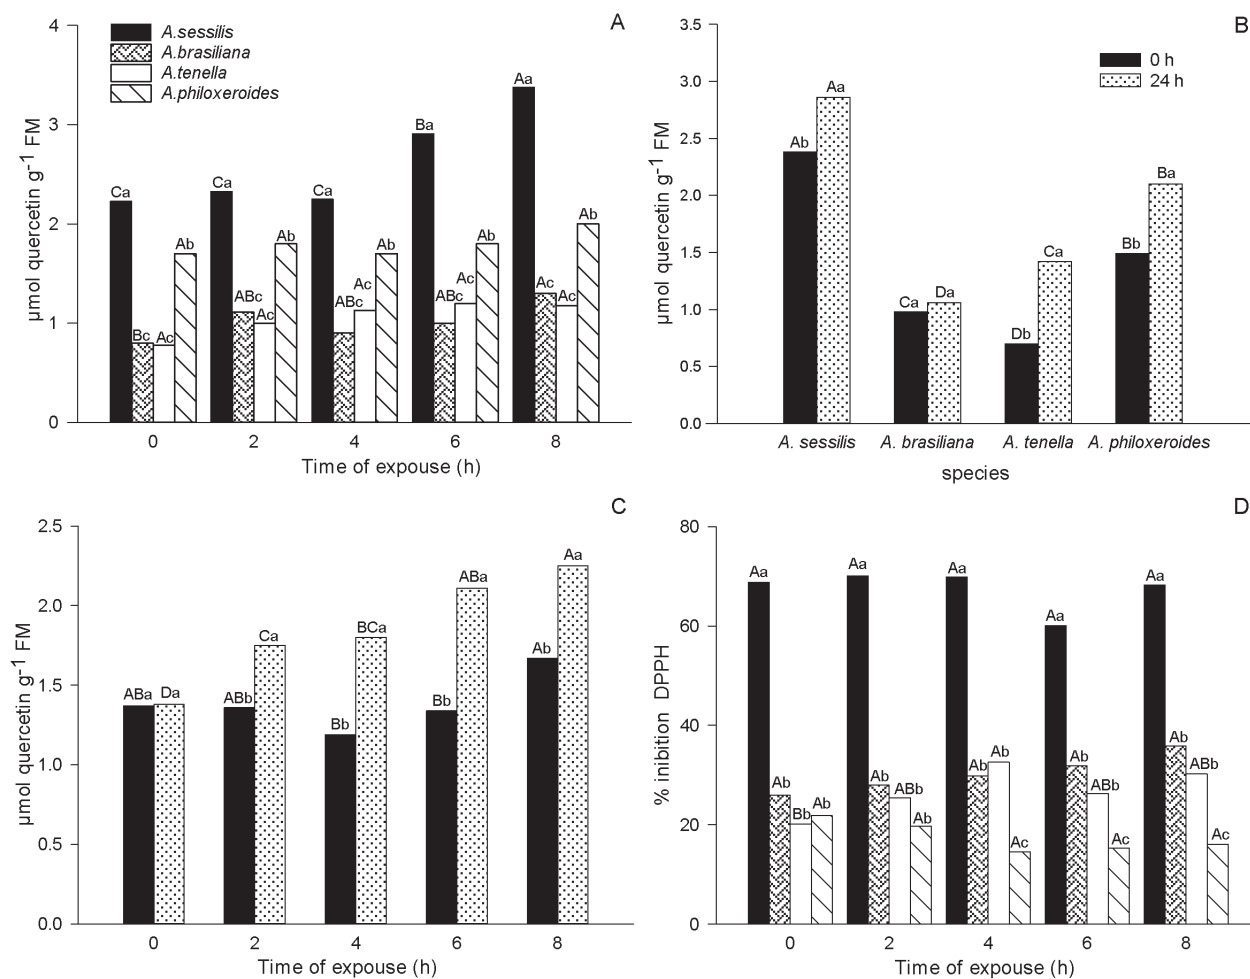 A
4
A.sessilis
A.brasiliana
A.tenella
A.philoxeroides
3
2
1
0
µmol quercetin g-1 FM
Ca Bc Ac Ab
Ca ABc Ac Ab
Ca ABc Ac Ab
Ba ABc Ac Ab
Aa Ac Ac Ab
0 2 4 6 8
Time of expouse (h)
B
0 h
24 h
3.5
3.0
2.5
2.0
1.5
1.0
0.5
0.0
µmol quercetin g-1 FM
Ab Aa
Ca Da
Db Ca
Bb Ba
A. sessilis A. brasiliana A. tenella A. philoxeroides
species
C
2.5
2.0
1.5
1.0
0.5
0.0
µmol quercetin g-1 FM
ABa Da
ABb Ca
Bb BCa
Bb ABa
Ab Aa
0 2 4 6 8
Time of expouse (h)
D
80
60
40
20
0
% inibition DPPH
Aa Ab Bb Ab
Aa Ab ABb Ab
Aa Ab Ab Ac
Aa Ab ABb Ac
Aa Ab ABb Ac
0 2 4 6 8
Time of expouse (h)